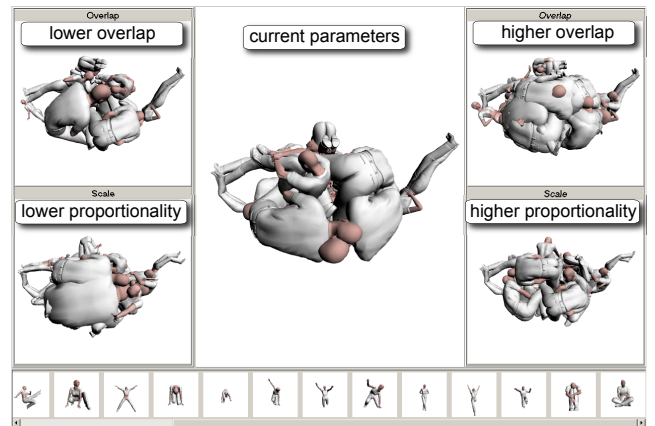 Overlap
lower overlap
current parameters
Overlap
higher overlap
Scale
lower proportionality
Scale
higher proportionality